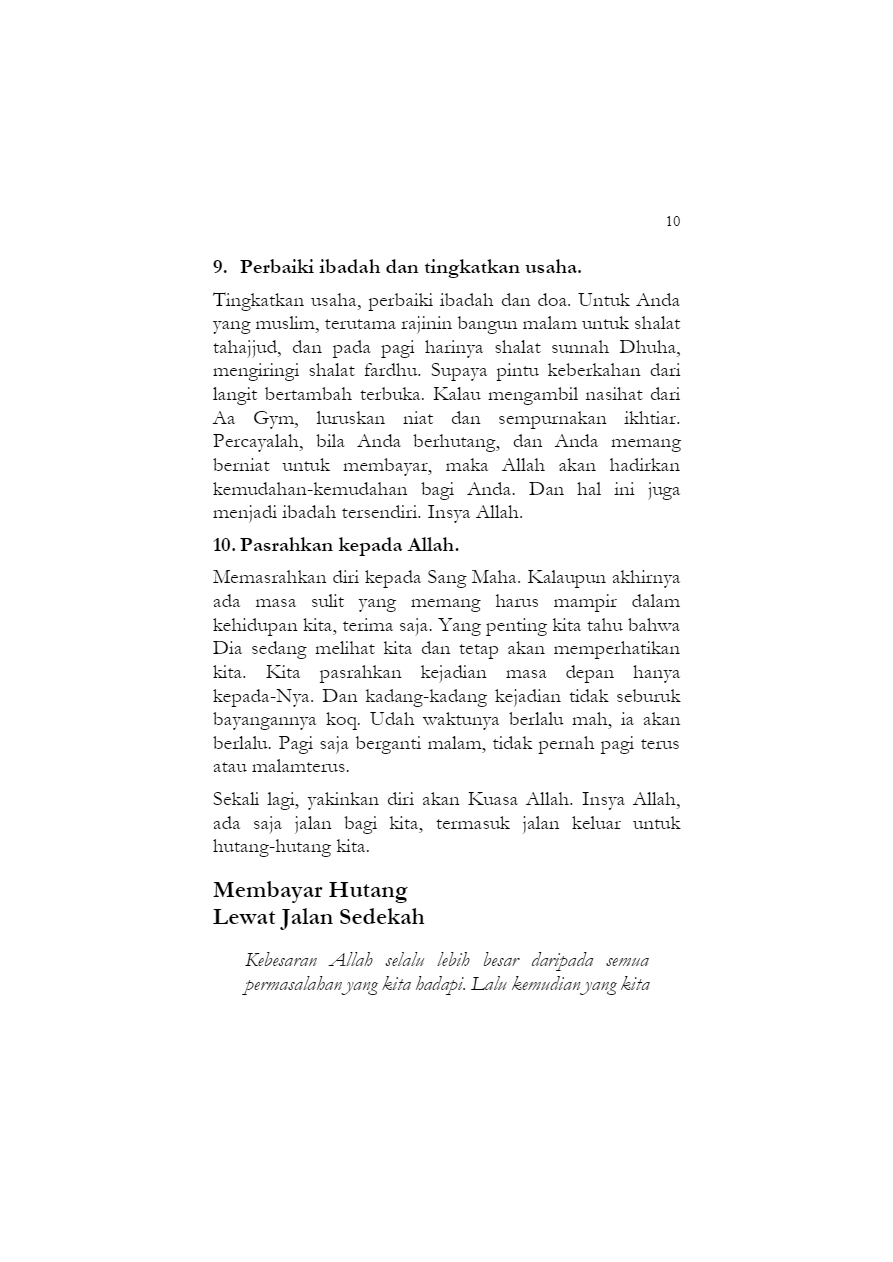 10
9. Perbaiki ibadah dan tingkatkan usaha.
Tingkatkan usaha, perbaiki ibadah dan doa. Untuk Anda
yang muslim, terutama rajinin bangun malam untuk shalat
tahajjud, dan pada pagi harinya shalat sunnah Dhuha,
mengiringi shalat fardhu. Supaya pintu keberkahan dari
langit bertambah terbuka. Kalau mengambil nasihat dari
Aa Gym, luruskan niat dan sempurnakan ikhtiar.
Percayalah, bila Anda berhutang, dan Anda memang
berniat untuk membayar, maka Allah akan hadirkan
kemudahan-kemudahan bagi Anda. Dan hal ini juga
menjadi ibadah tersendiri. Insya Allah.
10. Pasrahkan kepada Allah.
Memasrahkan diri kepada Sang Maha. Kalaupun akhirnya
ada masa sulit yang memang harus mampir dalam
kehidupan kita, terima saja. Yang penting kita tahu bahwa
Dia sedang melihat kita dan tetap akan memperhatikan
kita. Kita pasrahkan kejadian masa depan hanya
kepada-Nya. Dan kadang-kadang kejadian tidak seburuk
bayangannya koq. Udah waktunya berlalu mah, ia akan
berlalu. Pagi saja berganti malam, tidak pernah pagi terus
atau malamterus.
Sekali lagi, yakinkan diri akan Kuasa Allah. Insya Allah,
ada saja jalan bagi kita, termasuk jalan keluar untuk
hutang-hutang kita.
Membayar Hutang
Lewat Jalan Sedekah
Kebesaran Allah selalu lebih besar daripada semua
permasalahan yang kita hadapi. Lalu kemudian yang kita